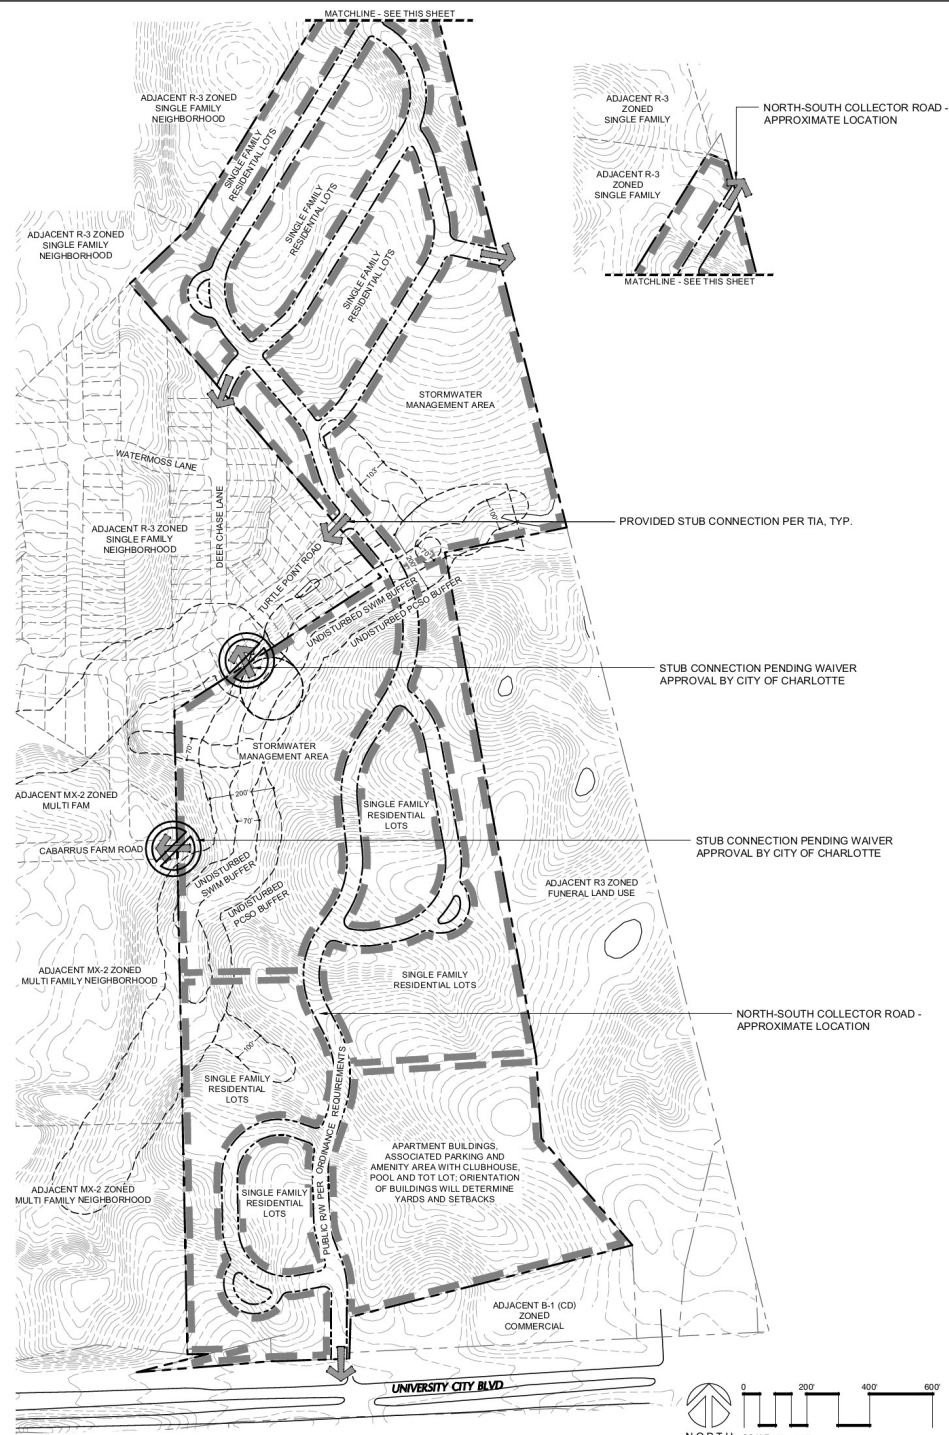 MATCHLINE - SEE THIS SHEET
ADJACENT R-3 ZONED
SINGLE FAMILY
NEIGHBORHOOD
SINGLE FAMILY
RESIDENTIAL LOTS
ADJACENT R-3
ZONED
SINGLE FAMILY
NORTH-SOUTH COLLECTOR ROAD -
APPROXIMATE LOCATION
ADJACENT R-3
ZONED
SINGLE FAMILY
MATCHLINE - SEE THIS SHEET
SINGLE FAMILY
RESIDENTIAL LOTS
ADJACENT R-3 ZONED
SINGLE FAMILY
NEIGHBORHOOD
SINGLE FAMILY
RESIDENTIAL LOTS
STORMWATER
MANAGEMENT AREA
WATERMOSS LANE
103'
DEER CHASE LANE
ADJACENT R-3 ZONED
SINGLE FAMILY
NEIGHBORHOOD
100'
PROVIDED STUB CONNECTION PER TIA, TYP.
TURTLE POINT ROAD
70'
200'
UNDISTURBED SWIM BUFFER
UNDISTURBED PCSO BUFFER
STUB CONNECTION PENDING WAIVER
APPROVAL BY CITY OF CHARLOTTE
70'
STORMWATER
MANAGEMENT AREA
ADJACENT MX-2 ZONED
MULTI FAM
200'
70'
SINGLE FAMILY
RESIDENTIAL
LOTS
CABARRUS FARM ROAD
STUB CONNECTION PENDING WAIVER
APPROVAL BY CITY OF CHARLOTTE
UNDISTURBED
SWIM BUFFER
UNDISTURBED
PCSO BUFFER
ADJACENT R3 ZONED
FUNERAL LAND USE
ADJACENT MX-2 ZONED
MULTI FAMILY NEIGHBORHOOD
SINGLE FAMILY
RESIDENTIAL LOTS
NORTH-SOUTH COLLECTOR ROAD -
APPROXIMATE LOCATION
100'
SINGLE FAMILY
RESIDENTIAL
LOTS
PUBLIC R/W PER ORDINANCE REQUIREMENTS
APARTMENT BUILDINGS,
ASSOCIATED PARKING AND
AMENITY AREA WITH CLUBHOUSE,
POOL AND TOT LOT; ORIENTATION
OF BUILDINGS WILL DETERMINE
YARDS AND SETBACKS
ADJACENT MX-2 ZONED
MULTI FAMILY NEIGHBORHOOD
SINGLE FAMILY
RESIDENTIAL
LOTS
ADJACENT B-1 (CD)
ZONED
COMMERCIAL
UNIVERSITY CITY BLVD
0 200' 400' 600'
NORTH